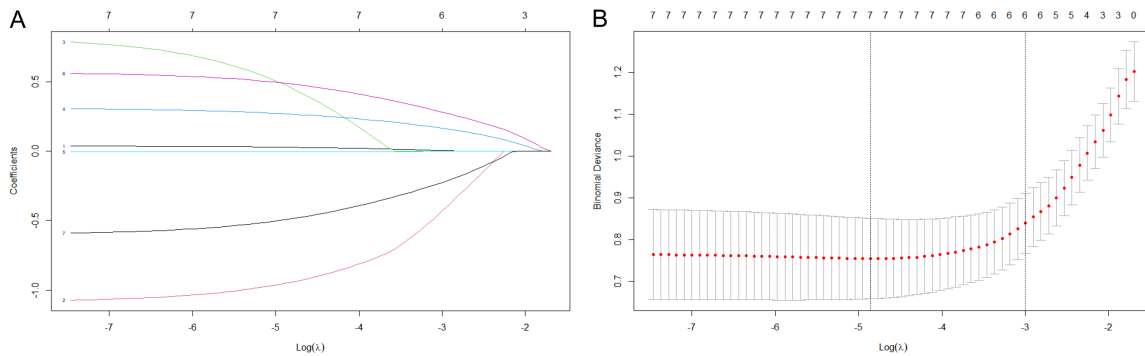 A
7 7 7 7 6 3
3
6
4
1
5
7
2
0.5
0.0
-0.5
-1.0
Coefficients
-7 -6 -5 -4 -3 -2
Log(λ)
B
7 7 7 7 7 7 7 7 7 7 7 7 7 7 7 7 7 7 7 7 6 6 6 6 6 5 5 4 3 3 0
1.2
1.1
1.0
0.9
0.8
0.7
Binomial Deviance
-7 -6 -5 -4 -3 -2
Log(λ)